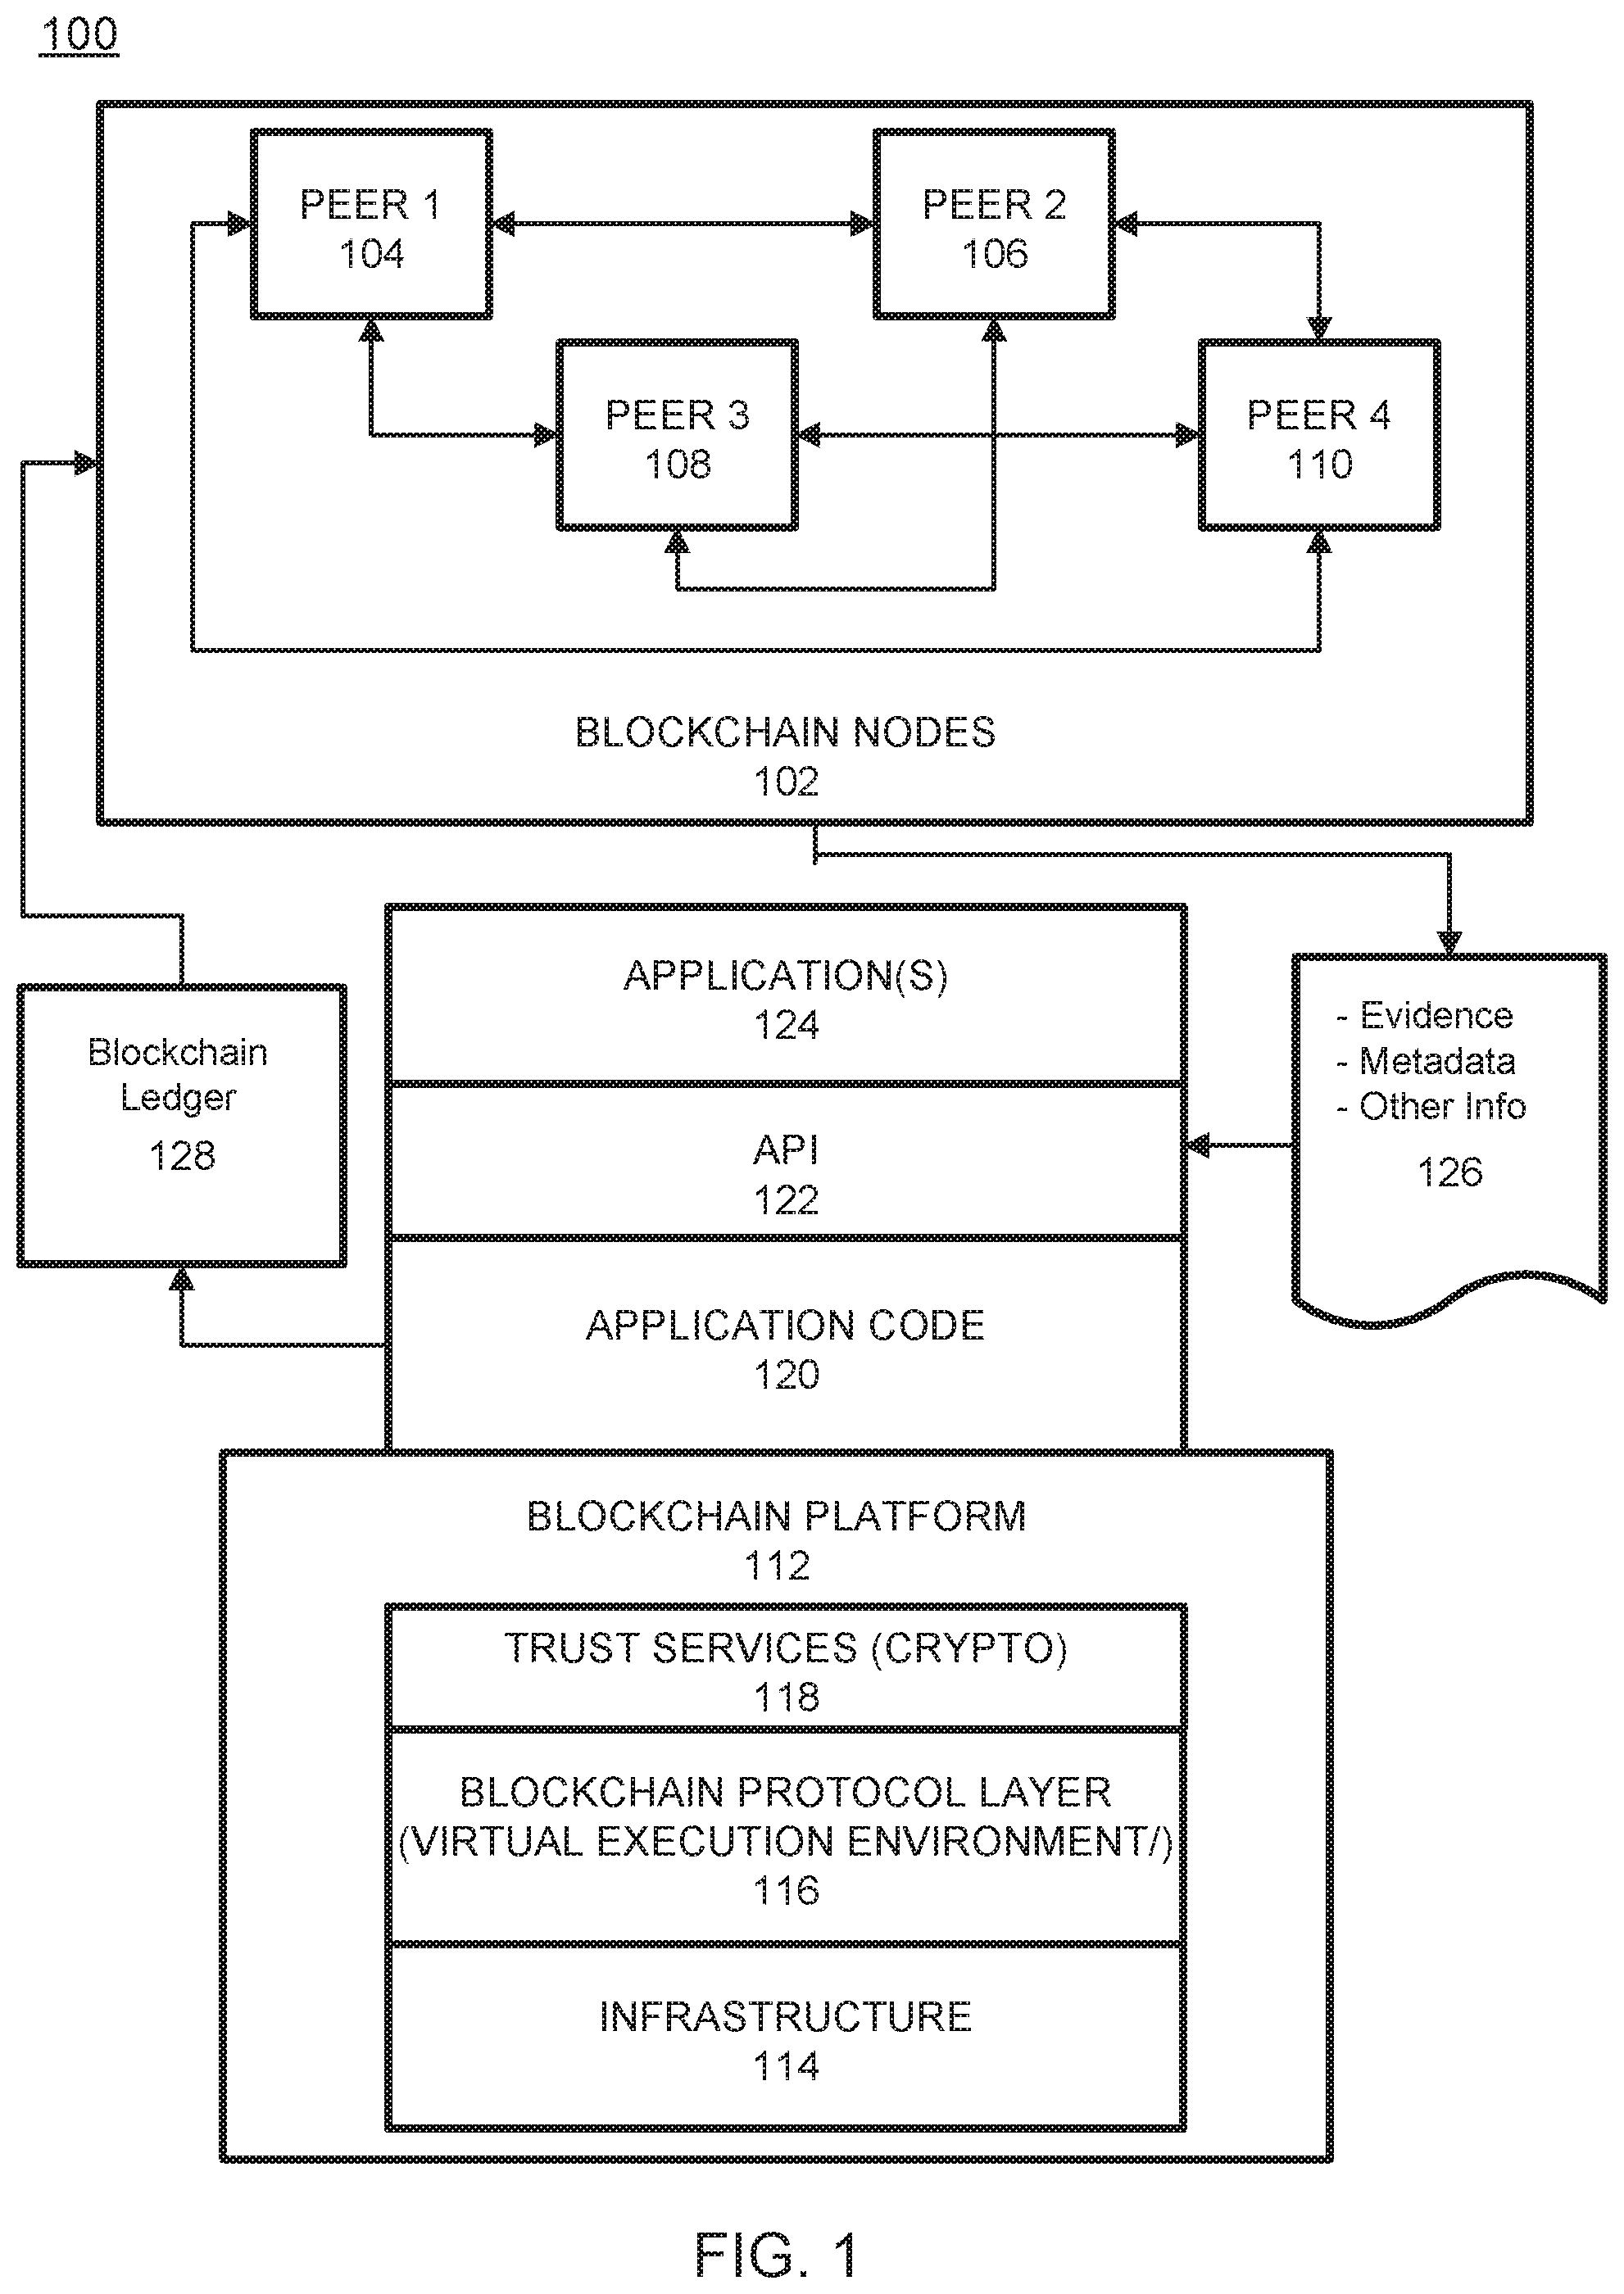 100
PEER 1
104
PEER 2
106
PEER 3
108
PEER 4
110
BLOCKCHAIN NODES
102
APPLICATION(S)
124
Blockchain
Ledger
128
- Evidence
- Metadata
- Other Info
126
API
122
APPLICATION CODE
120
BLOCKCHAIN PLATFORM
112
TRUST SERVICES (CRYPTO)
118
BLOCKCHAIN PROTOCOL LAYER
(VIRTUAL EXECUTION ENVIRONMENT/)
116
INFRASTRUCTURE
114
FIG. 1